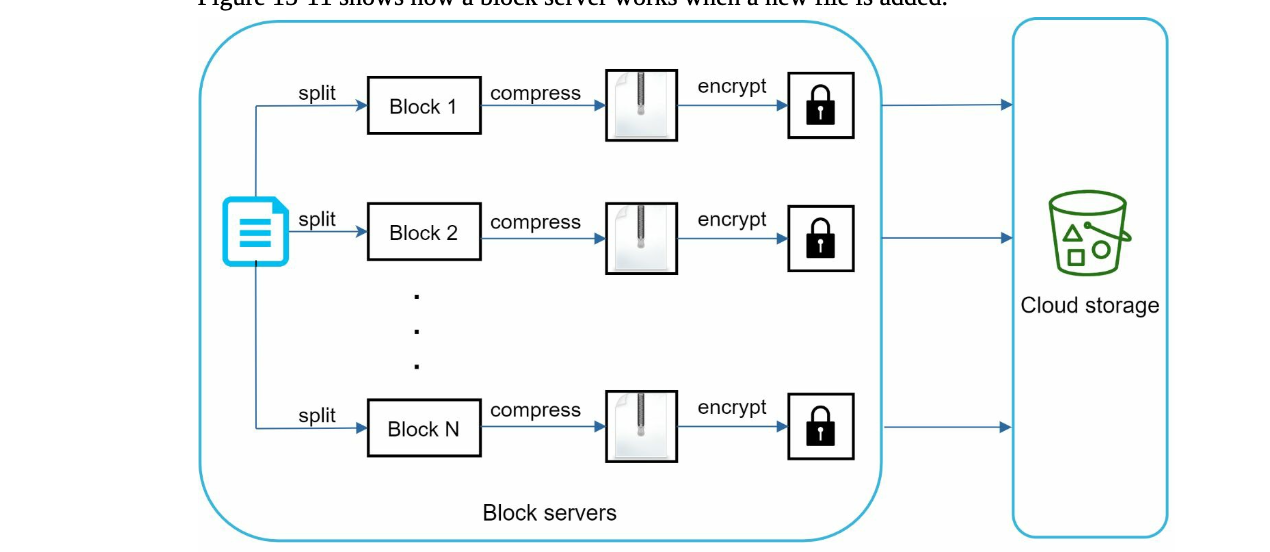 Figure 15-11 shows how a block server works when a new file is added.
split
Block 1
compress
encrypt
split
Block 2
compress
encrypt
.
.
.
split
Block N
compress
encrypt
Cloud storage
Block servers